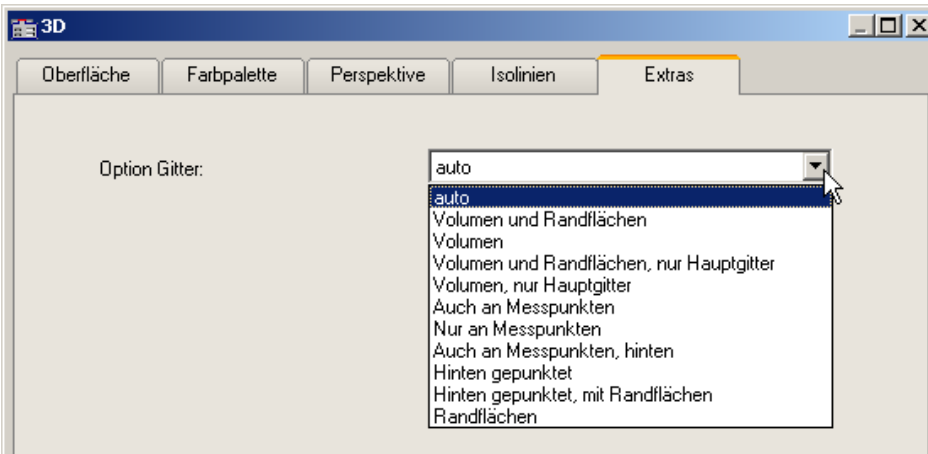 3D
Oberfläche Farbpalette Perspektive Isolinien Extras
Option Gitter: auto
auto
Volumen und Randflächen
Volumen
Volumen und Randflächen, nur Hauptgitter
Volumen, nur Hauptgitter
Auch an Messpunkten
Nur an Messpunkten
Auch an Messpunkten, hinten
Hinten gepunktet
Hinten gepunktet, mit Randflächen
Randflächen